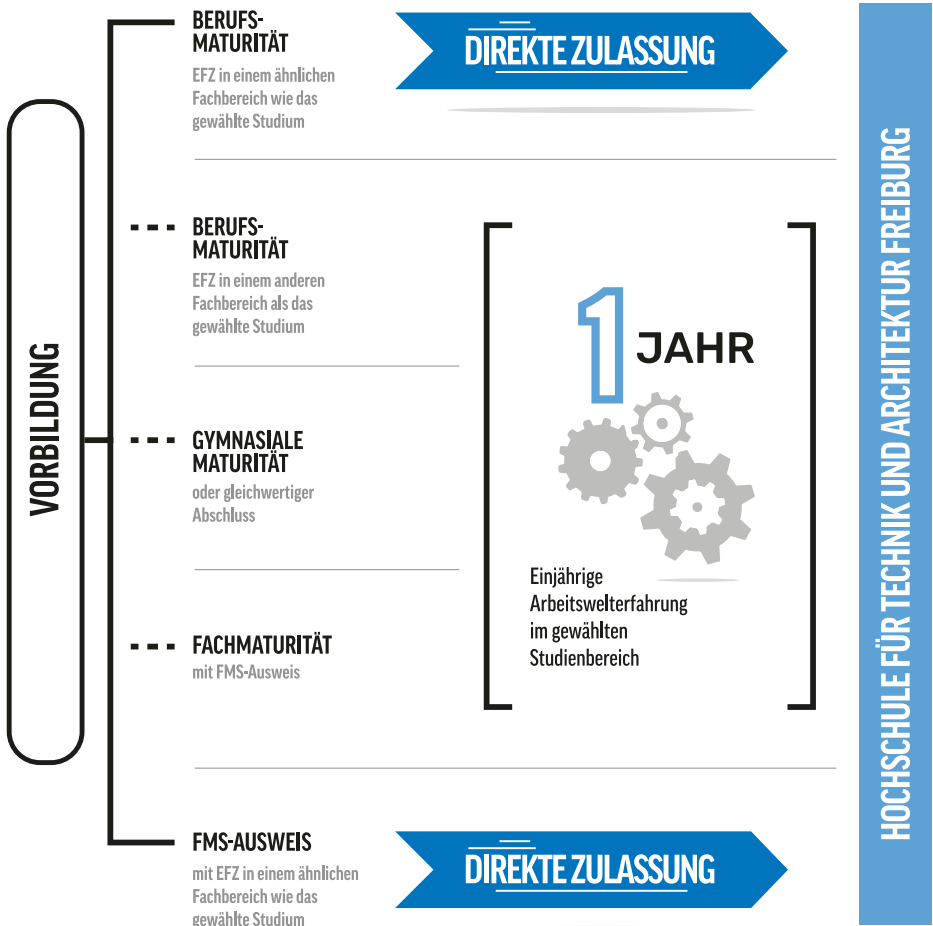 VORBILDUNG
BERUFS-
MATURITÄT
EFZ in einem ähnlichen
Fachbereich wie das
gewählte Studium
DIREKTE ZULASSUNG
BERUFS-
MATURITÄT
EFZ in einem anderen
Fachbereich als das
gewählte Studium
GYMNASIALE
MATURITÄT
oder gleichwertiger
Abschluss
FACHMATURITÄT
mit FMS-Ausweis
1 JAHR
Einjährige
Arbeitswelterfahrung
im gewählten
Studienbereich
FMS-AUSWEIS
mit EFZ in einem ähnlichen
Fachbereich wie das
gewählte Studium
DIREKTE ZULASSUNG
HOCHSCHULE FÜR TECHNIK UND ARCHITEKTUR FREIBURG